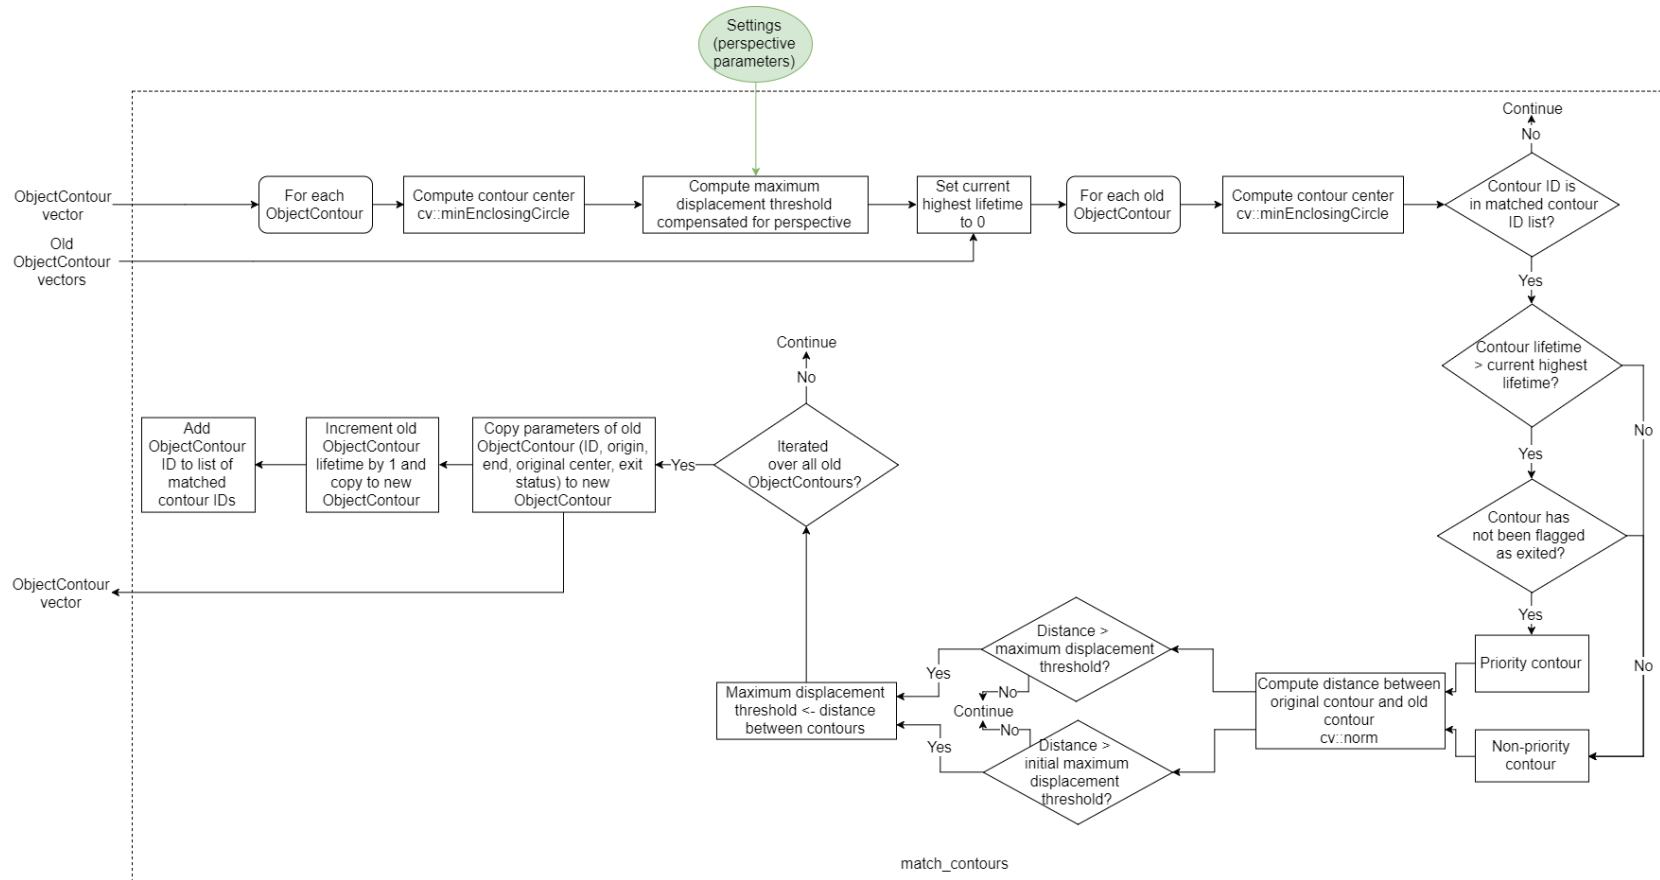 Settings
(perspective
parameters)
Continue
No
ObjectContour
vector
For each
ObjectContour
Compute contour center
cv::minEnclosingCircle
Compute maximum
displacement threshold
compensated for perspective
Set current
highest lifetime
to 0
For each old
ObjectContour
Compute contour center
cv::minEnclosingCircle
Contour ID is
in matched contour
ID list?
Old
ObjectContour
vectors
Yes
Contour lifetime
> current highest
lifetime?
No
Yes
Contour has
not been flagged
as exited?
No
Yes
Priority contour
Non-priority
contour
Compute distance between
original contour and old
contour
cv::norm
Distance >
maximum displacement
threshold?
Yes
No
Continue
No
Yes
Distance >
initial maximum
displacement
threshold?
Maximum displacement
threshold <- distance
between contours
Continue
No
Iterated
over all old
ObjectContours?
Yes
Copy parameters of old
ObjectContour (ID, origin,
end, original center, exit
status) to new
ObjectContour
Increment old
ObjectContour
lifetime by 1 and
copy to new
ObjectContour
Add
ObjectContour
ID to list of
matched
contour IDs
ObjectContour
vector
match_contours